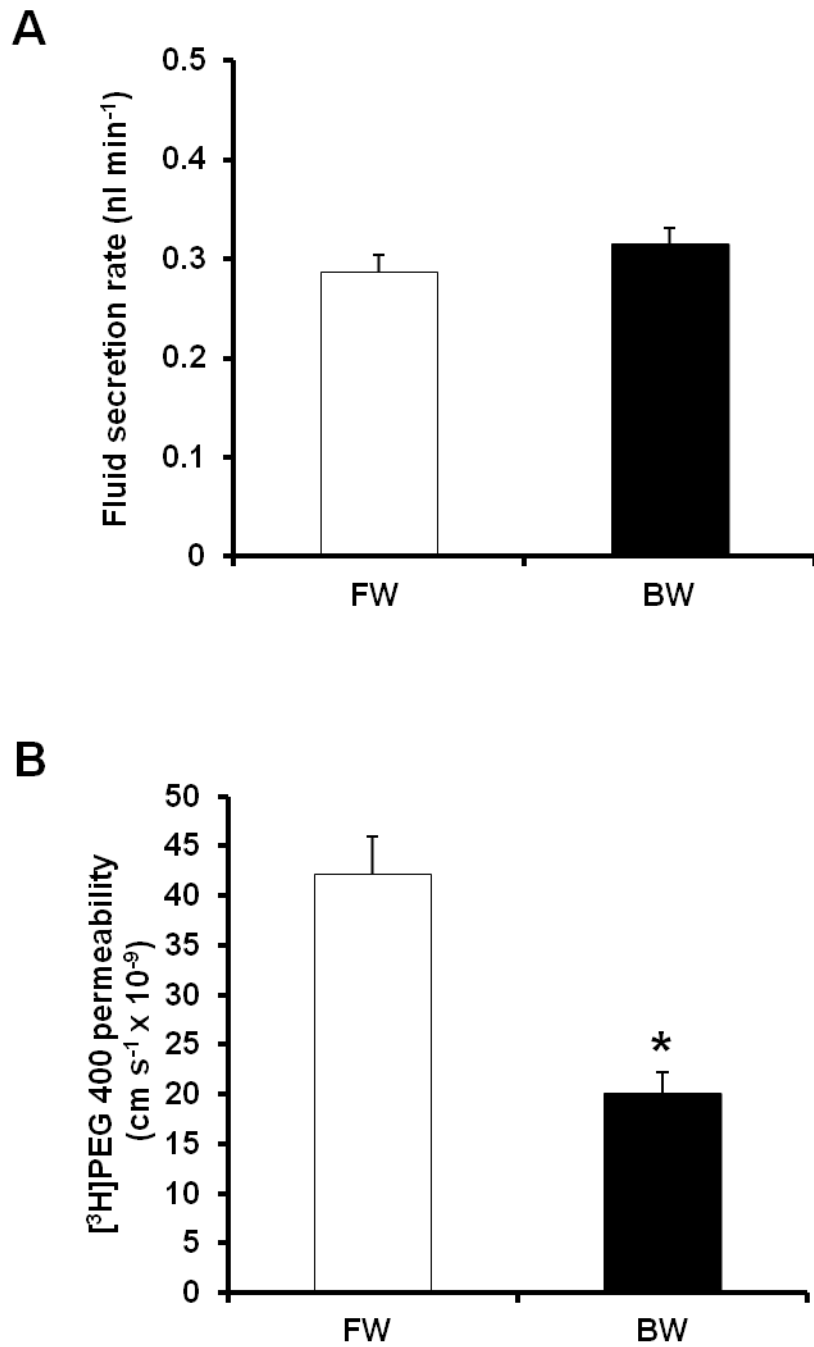 A
Fluid secretion rate (nl min⁻¹)
0.5
0.4
0.3
0.2
0.1
0
FW BW
B
[³H]PEG 400 permeability
(cm s⁻¹ x 10⁻⁹)
50
45
40
35
30
25
20
15
10
5
0
*
FW BW